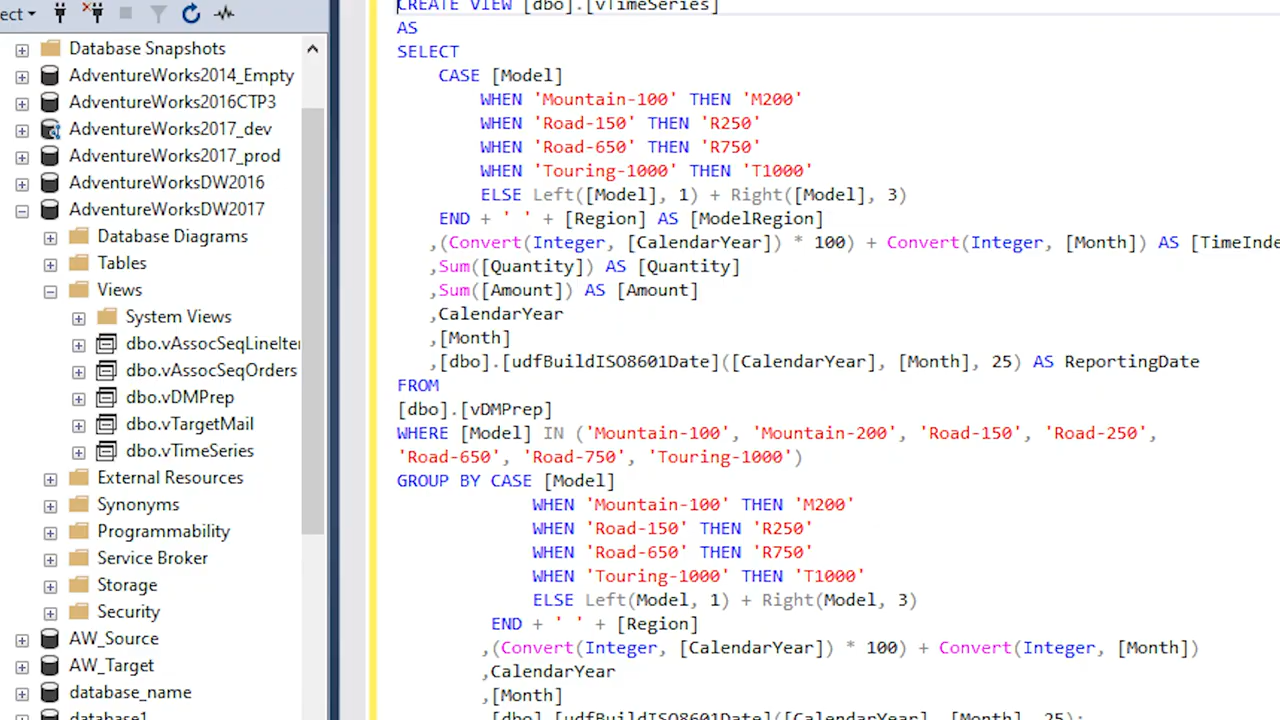 ect
Database Snapshots
AdventureWorks2014_Empty
AdventureWorks2016CTP3
AdventureWorks2017_dev
AdventureWorks2017_prod
AdventureWorksDW2016
AdventureWorksDW2017
Database Diagrams
Tables
Views
System Views
dbo.vAssocSeqLineIte
dbo.vAssocSeqOrders
dbo.vDMPrep
dbo.vTargetMail
dbo.vTimeSeries
External Resources
Synonyms
Programmability
Service Broker
Storage
Security
AW_Source
AW_Target
database_name
database1
CREATE VIEW [dbo].[vTimeSeries]
AS
SELECT
CASE [Model]
WHEN 'Mountain-100' THEN 'M200'
WHEN 'Road-150' THEN 'R250'
WHEN 'Road-650' THEN 'R750'
WHEN 'Touring-1000' THEN 'T1000'
ELSE Left([Model], 1) + Right([Model], 3)
END + ' ' + [Region] AS [ModelRegion]
,(Convert(Integer, [CalendarYear]) * 100) + Convert(Integer, [Month]) AS [TimeInde
,Sum([Quantity]) AS [Quantity]
,Sum([Amount]) AS [Amount]
,CalendarYear
,[Month]
,[dbo].[udfBuildISO8601Date]([CalendarYear], [Month], 25) AS ReportingDate
FROM
[dbo].[vDMPrep]
WHERE [Model] IN ('Mountain-100', 'Mountain-200', 'Road-150', 'Road-250',
'Road-650', 'Road-750', 'Touring-1000')
GROUP BY CASE [Model]
WHEN 'Mountain-100' THEN 'M200'
WHEN 'Road-150' THEN 'R250'
WHEN 'Road-650' THEN 'R750'
WHEN 'Touring-1000' THEN 'T1000'
ELSE Left(Model, 1) + Right(Model, 3)
END + ' ' + [Region]
,(Convert(Integer, [CalendarYear]) * 100) + Convert(Integer, [Month])
,CalendarYear
,[Month]
,[dbo].[udfBuildISO8601Date]([CalendarYear], [Month], 25);